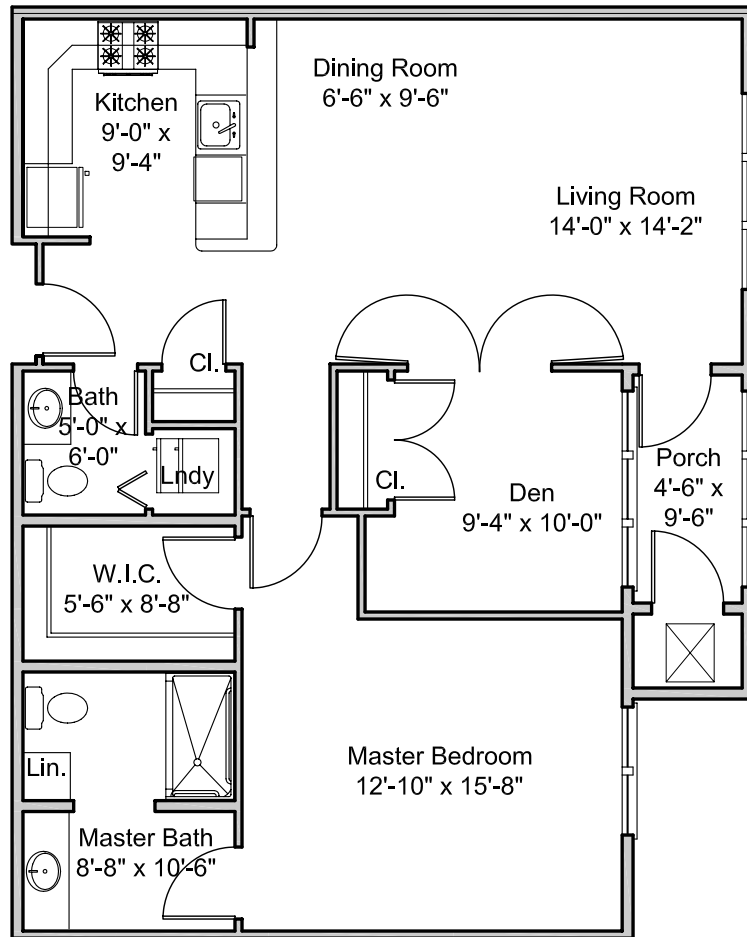 Dining Room
6'-6" x 9'-6"
Kitchen
9'-0" x
9'-4"
Living Room
14'-0" x 14'-2"
Cl.
Bath
5'-0" x
6'-0"
Lndy
Cl.
Den
9'-4" x 10'-0"
Porch
4'-6" x
9'-6"
W.I.C.
5'-6" x 8'-8"
Lin.
Master Bedroom
12'-10" x 15'-8"
Master Bath
8'-8" x 10'-6"